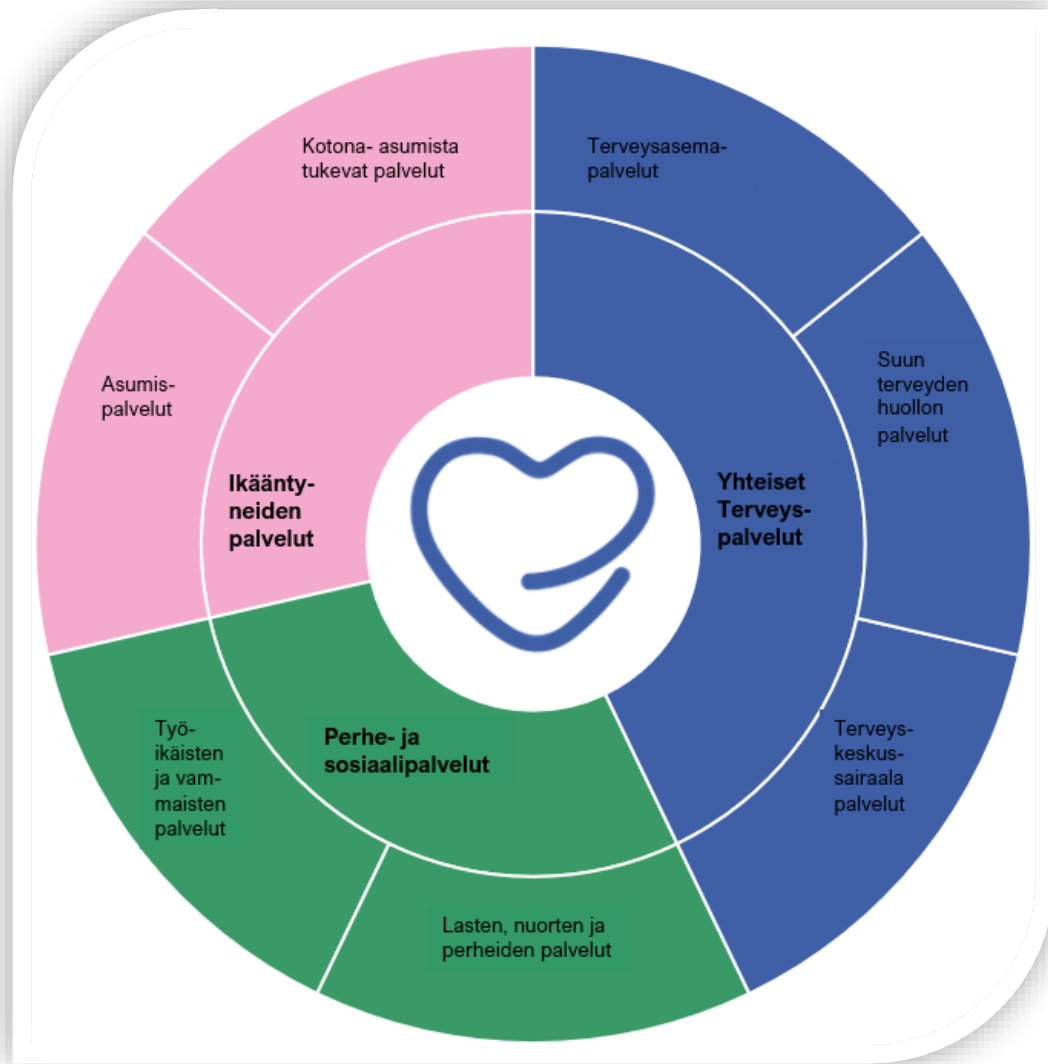 Kotona- asumista
tukevat palvelut
Terveysasema-
palvelut
Suun
terveyden
huollon
palvelut
Asumis-
palvelut
Ikäänty-
neiden
palvelut
Yhteiset
Terveys-
palvelut
Terveys-
keskus-
sairaala
palvelut
Perhe- ja
sosiaalipalvelut
Työ-
ikäisten
ja vam-
maisten
palvelut
Lasten, nuorten ja
perheiden palvelut